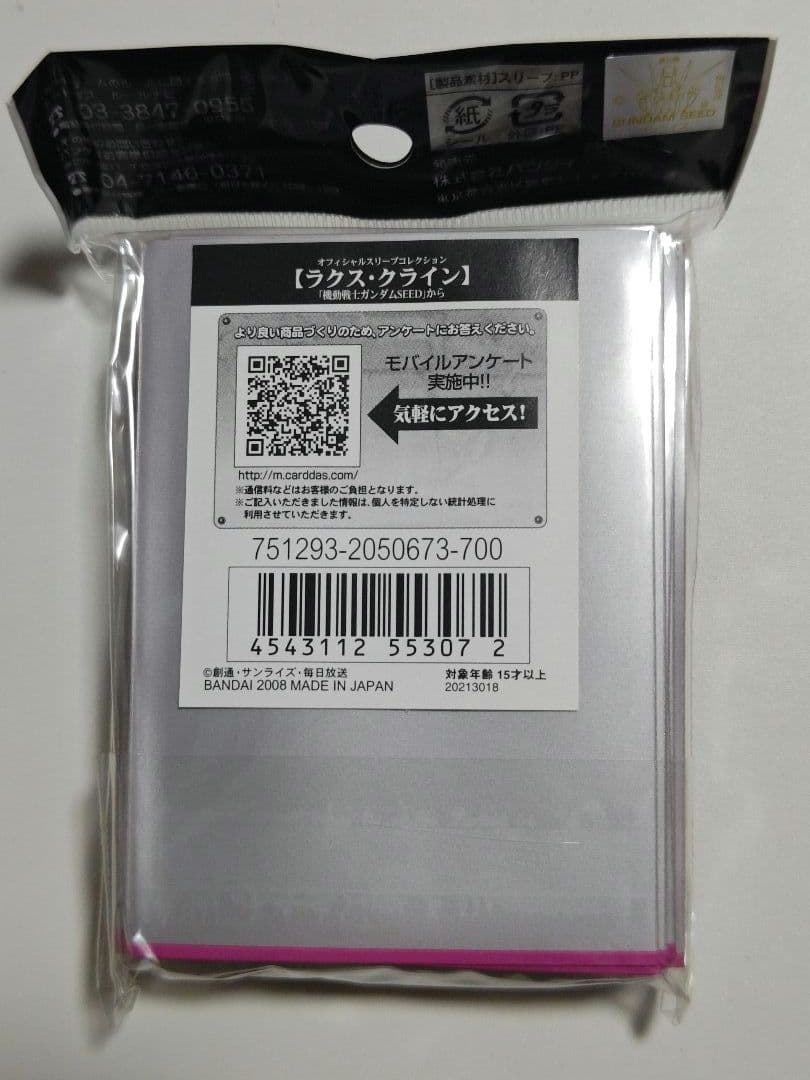 03 3847 0956
04 7146-0371
[製品素材]スリーブ:PP
紙
シール
GUNDAM SEED
オフィシャルスリーブコレクション
【ラクス・クライン】
「機動戦士ガンダムSEED」から
より良い商品づくりのため、アンケートにお答えください。
モバイルアンケート
実施中!!
気軽にアクセス!
http://m.carddas.com/
※通信料などはお客様のご負担となります。
※ご記入いただきました情報は、個人を特定しない統計処理に
利用させていただきます。
751293-2050673-700
4543112 55307 2
©創通・サンライズ・毎日放送
BANDAI 2008 MADE IN JAPAN
対象年齢 15才以上
20213018